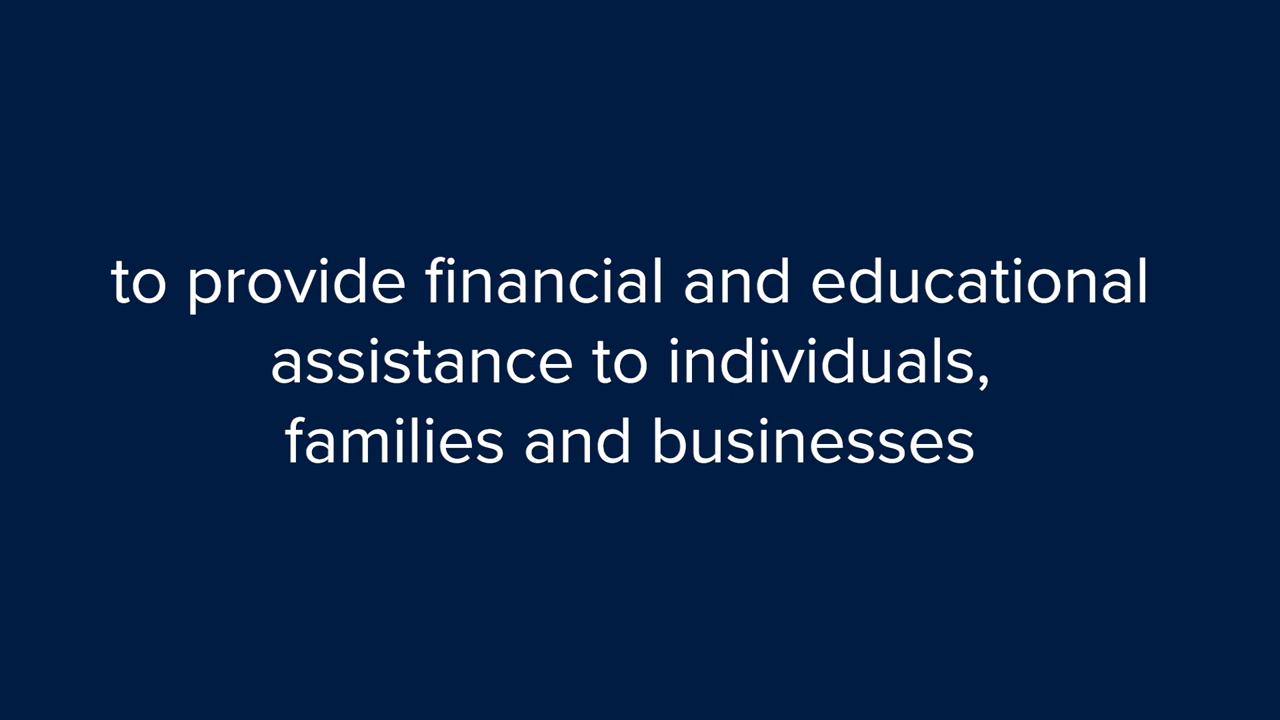 to provide financial and educational
assistance to individuals,
families and businesses